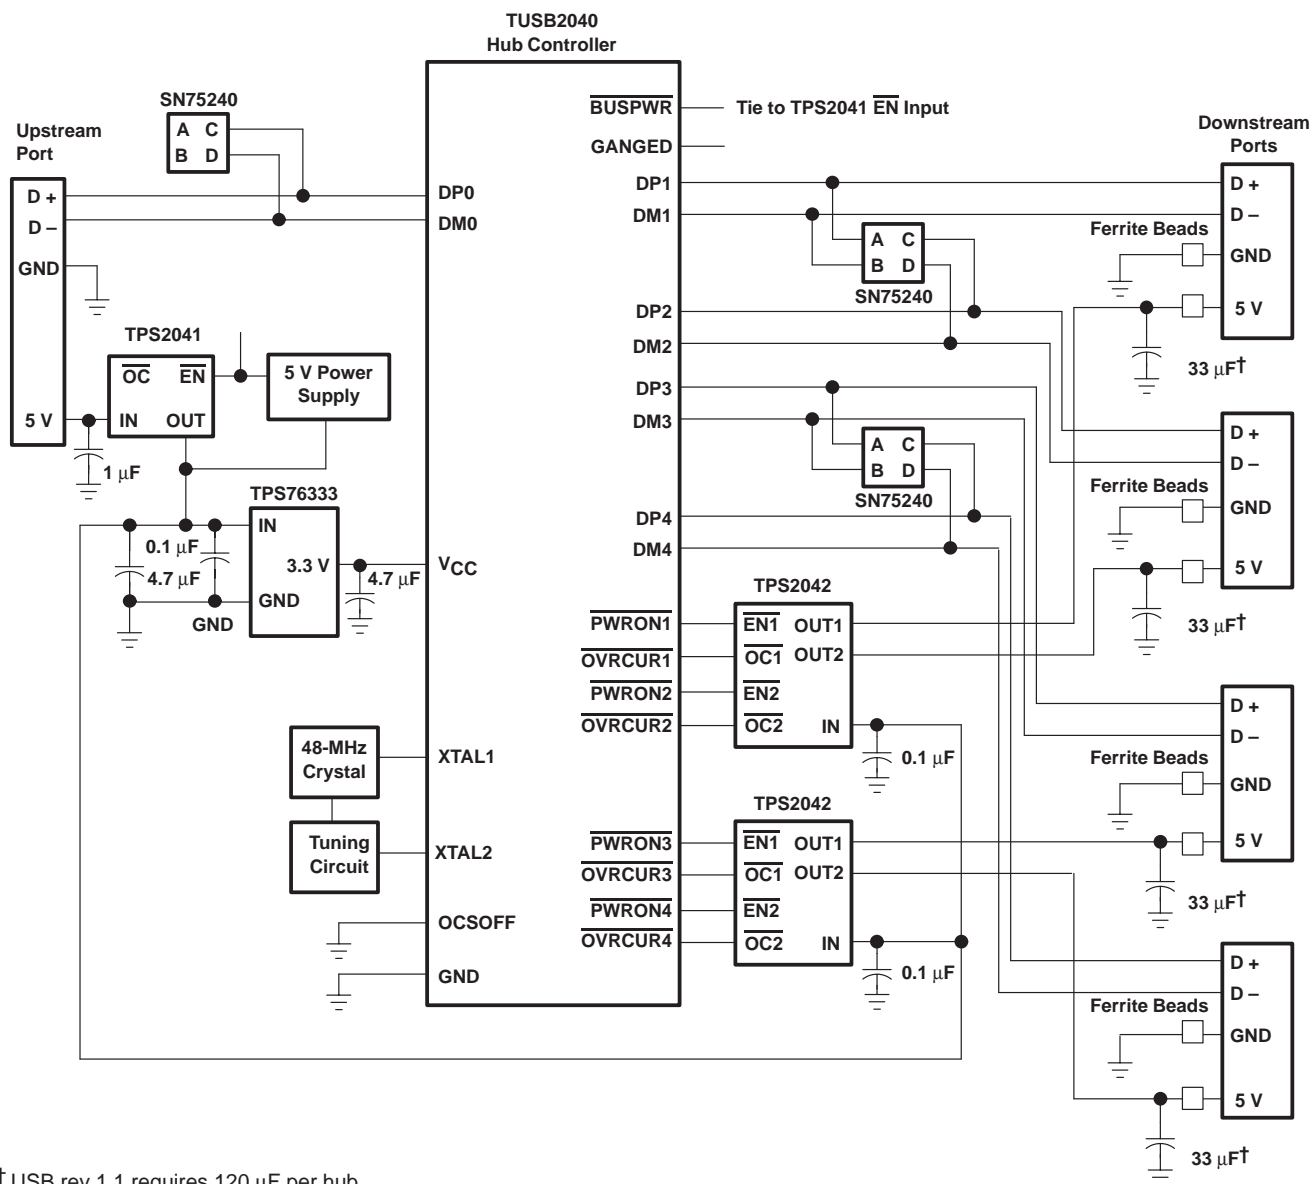 TUSB2040
Hub Controller
SN75240
A C
B D
Upstream
Port
D +
D –
GND
5 V
1 μF
TPS2041
OC EN
IN OUT
5 V Power
Supply
TPS76333
IN
3.3 V
GND
0.1 μF
4.7 μF
GND
4.7 μF
48-MHz
Crystal
Tuning
Circuit
DP0
DM0
VCC
XTAL1
XTAL2
OCSOFF
GND
BUSPWR
Tie to TPS2041 EN Input
GANGED
DP1
DM1
DP2
DM2
DP3
DM3
DP4
DM4
PWRON1
OVRCUR1
PWRON2
OVRCUR2
PWRON3
OVRCUR3
PWRON4
OVRCUR4
A C
B D
SN75240
A C
B D
SN75240
TPS2042
EN1 OUT1
OC1 OUT2
EN2
OC2 IN
0.1 μF
TPS2042
EN1 OUT1
OC1 OUT2
EN2
OC2 IN
0.1 μF
Downstream
Ports
D +
D –
Ferrite Beads
GND
5 V
33 μF†
D +
D –
Ferrite Beads
GND
5 V
33 μF†
D +
D –
Ferrite Beads
GND
5 V
33 μF†
D +
D –
Ferrite Beads
GND
5 V
33 μF†
† USB rev 1.1 requires 120 μF per hub